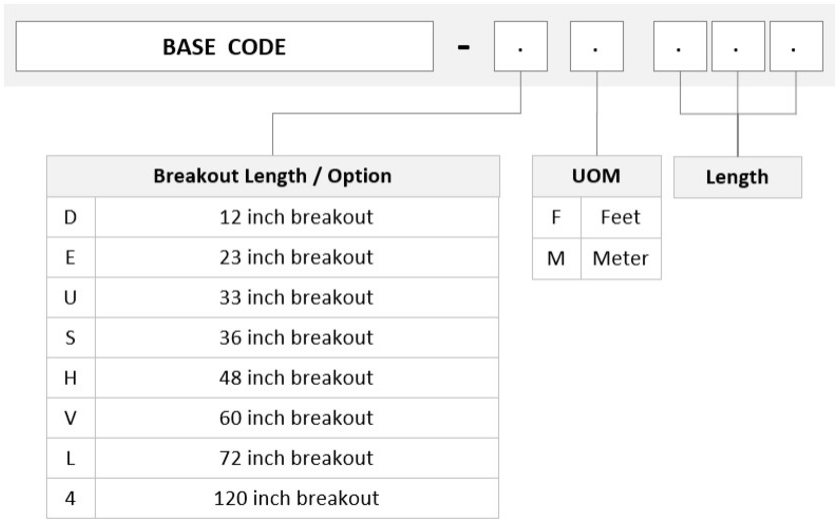 BASE CODE - . . . . .
Breakout Length / Option
D 12 inch breakout
E 23 inch breakout
U 33 inch breakout
S 36 inch breakout
H 48 inch breakout
V 60 inch breakout
L 72 inch breakout
4 120 inch breakout
UOM
F Feet
M Meter
Length